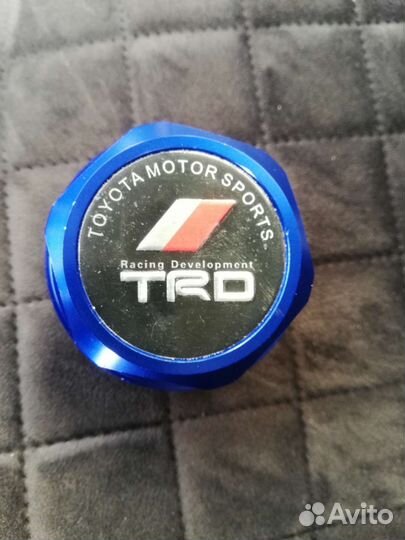 TOYOTA MOTOR SPORTS.
Racing Development
TRD
Avito